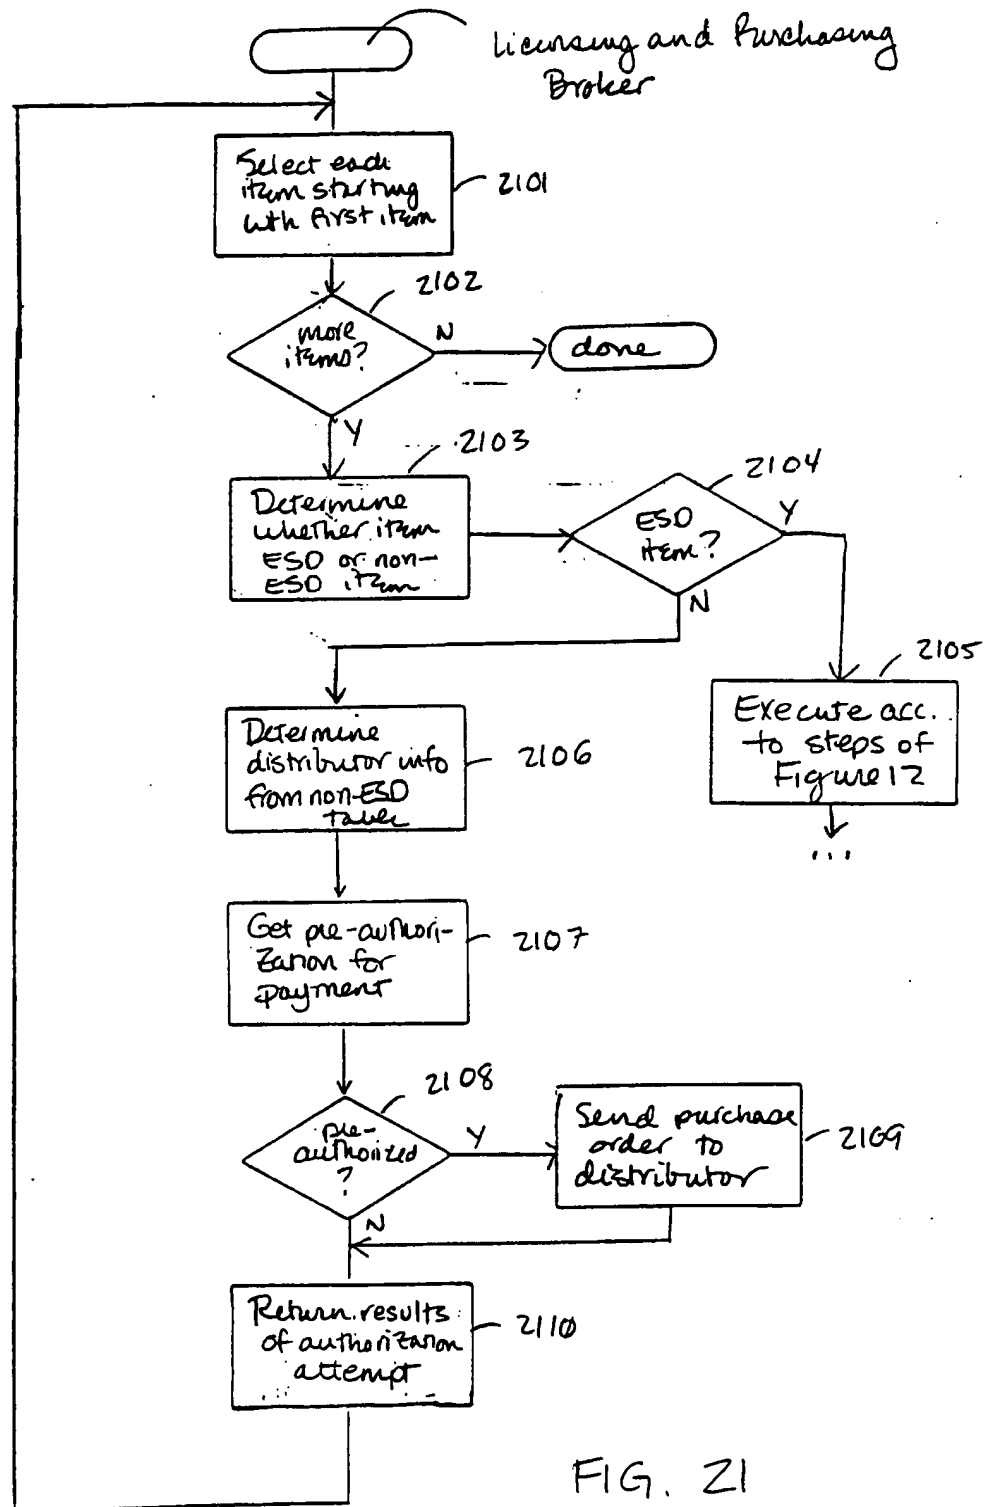 Licensing and Purchasing
Broker
Select each
item starting
with first item
2101
2102
more
items?
N
done
Y
2103
Determine
whether item
ESD or non-
ESD item
2104
ESD
item?
Y
N
2105
Execute acc.
to steps of
Figure 12
...
Determine
distributor info
from non-ESD
table
2106
Get pre-authori-
zation for
payment
2107
2108
pre-
authorized
?
Y
N
Send purchase
order to
distributor
2109
Return results
of authorization
attempt
2110
FIG. 21